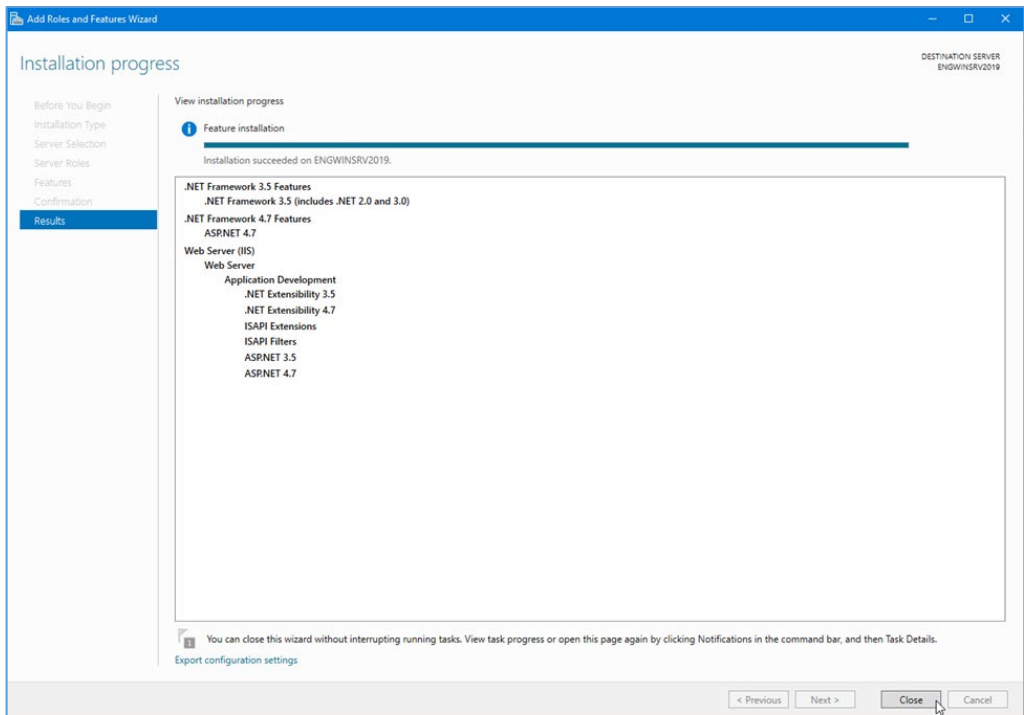 Add Roles and Features Wizard
Installation progress
DESTINATION SERVER
ENGWINSRV2019
Before You Begin
Installation Type
Server Selection
Server Roles
Features
Confirmation
Results
View installation progress
Feature installation
Installation succeeded on ENGWINSRV2019.
.NET Framework 3.5 Features
.NET Framework 3.5 (includes .NET 2.0 and 3.0)
.NET Framework 4.7 Features
ASP.NET 4.7
Web Server (IIS)
Web Server
Application Development
.NET Extensibility 3.5
.NET Extensibility 4.7
ISAPI Extensions
ISAPI Filters
ASP.NET 3.5
ASP.NET 4.7
1
You can close this wizard without interrupting running tasks. View task progress or open this page again by clicking Notifications in the command bar, and then Task Details.
Export configuration settings
< Previous
Next >
Close
Cancel